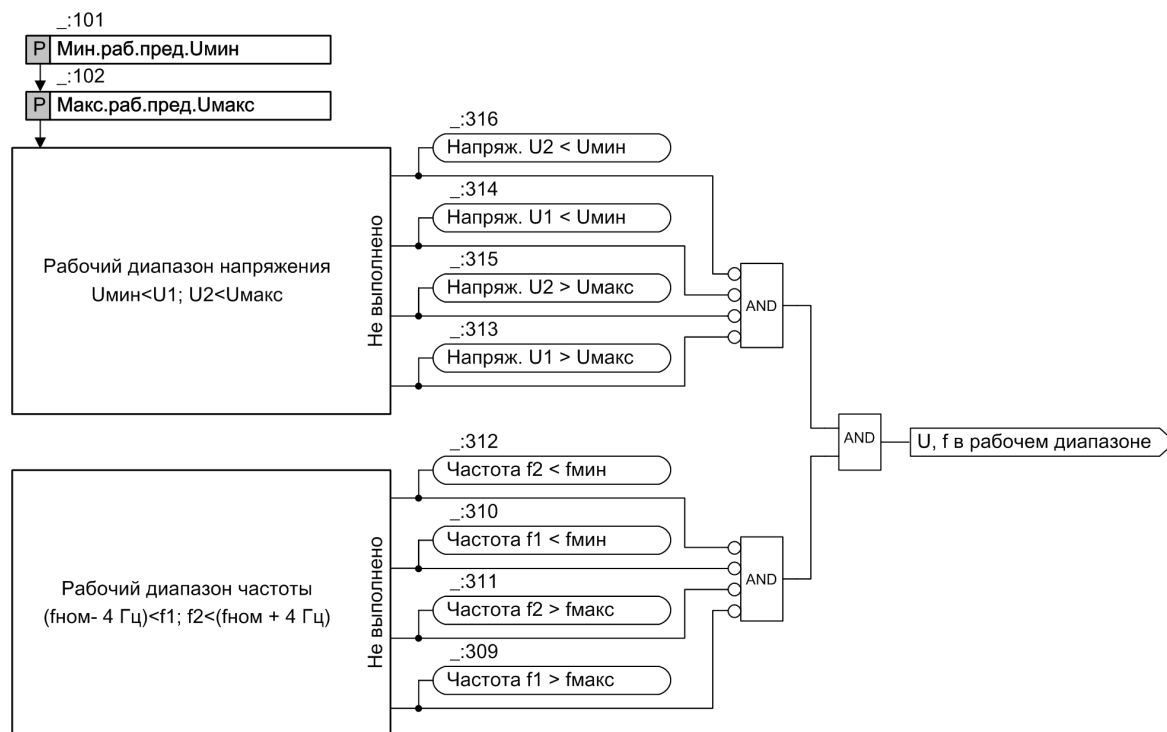 _:101
P Мин.раб.пред.Uмин
_:102
P Макс.раб.пред.Uмакс
Рабочий диапазон напряжения
Uмин<U1; U2<Uмакс
Не выполнено
_:316
Напряж. U2 < Uмин
_:314
Напряж. U1 < Uмин
_:315
Напряж. U2 > Uмакс
_:313
Напряж. U1 > Uмакс
AND
Рабочий диапазон частоты
(fном- 4 Гц)<f1; f2<(fном + 4 Гц)
Не выполнено
_:312
Частота f2 < fмин
_:310
Частота f1 < fмин
_:311
Частота f2 > fмакс
_:309
Частота f1 > fмакс
AND
AND
U, f в рабочем диапазоне